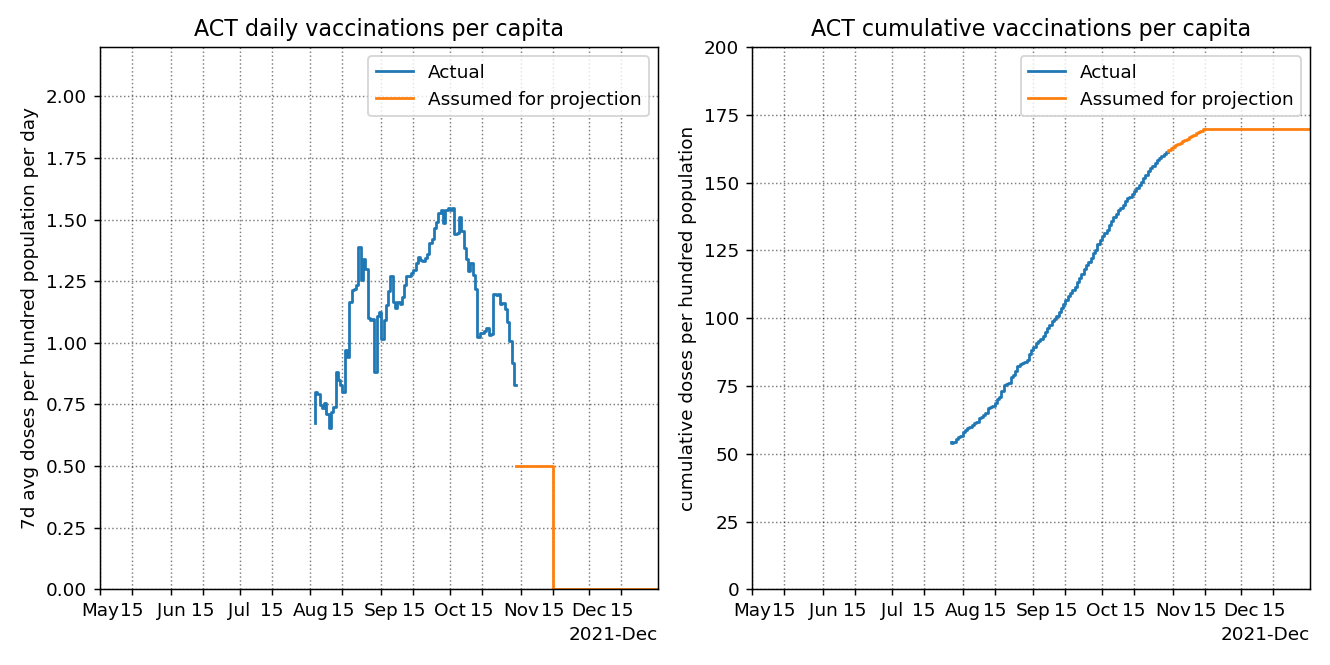 ACT daily vaccinations per capita
Actual
Assumed for projection
7d avg doses per hundred population per day
2.00
1.75
1.50
1.25
1.00
0.75
0.50
0.25
0.00
May 15 Jun 15 Jul 15 Aug 15 Sep 15 Oct 15 Nov 15 Dec 15
2021-Dec
ACT cumulative vaccinations per capita
Actual
Assumed for projection
cumulative doses per hundred population
200
175
150
125
100
75
50
25
0
May 15 Jun 15 Jul 15 Aug 15 Sep 15 Oct 15 Nov 15 Dec 15
2021-Dec